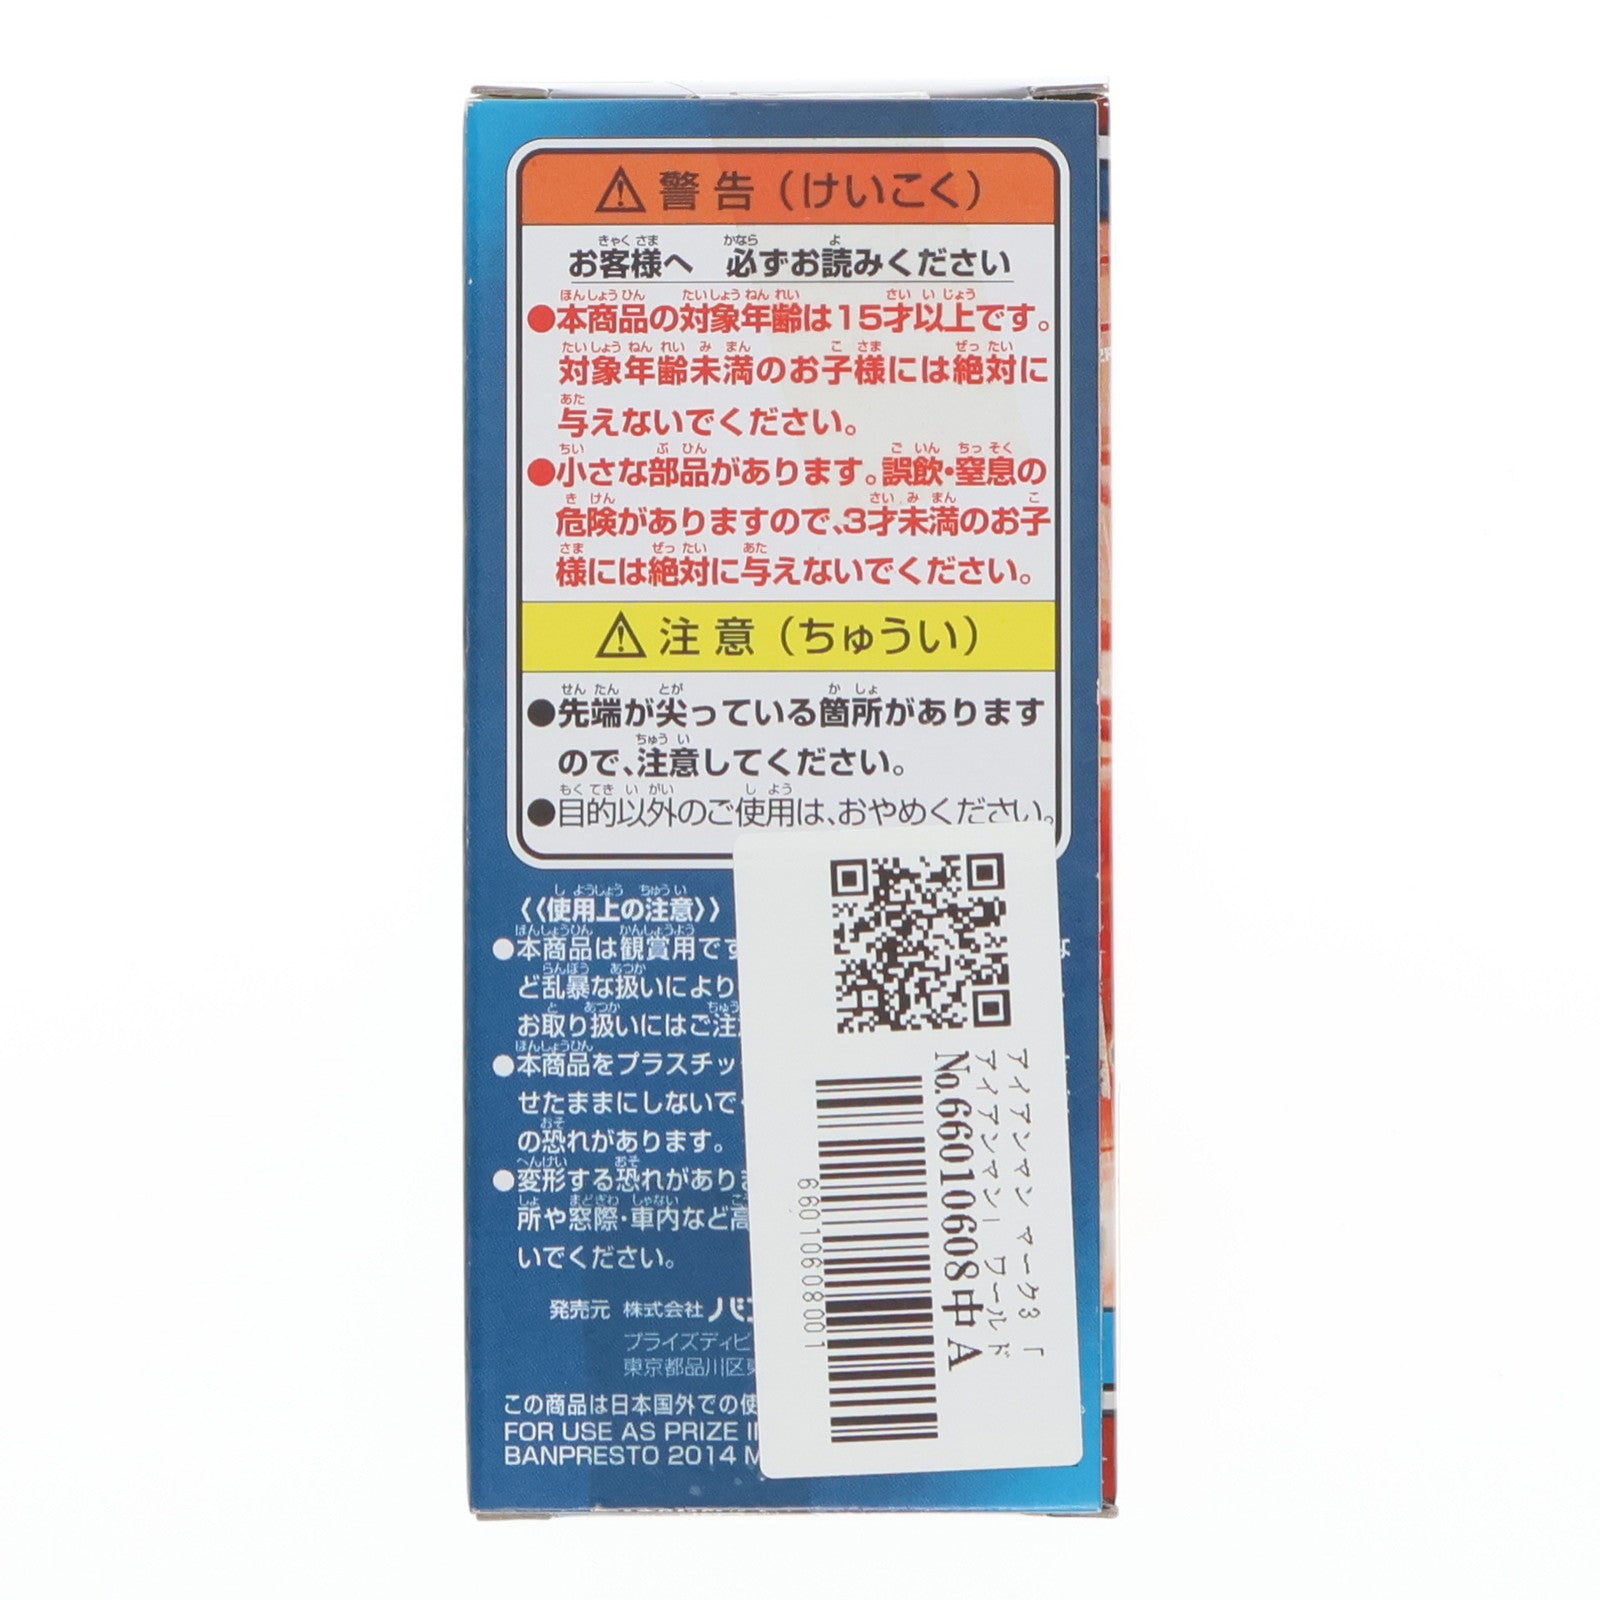 ⚠警告（けいこく）
お客様へ　必ずお読みください
●本商品の対象年齢は15才以上です。
対象年齢未満のお子様には絶対に
与えないでください。
●小さな部品があります。誤飲・窒息の
危険がありますので、3才未満のお子
様には絶対に与えないでください。
⚠注意（ちゅうい）
●先端が尖っている箇所があります
ので、注意してください。
●目的以外のご使用は、おやめください。
《使用上の注意》
●本商品は観賞用です
ど乱暴な扱いにより
お取り扱いにはご注
●本商品をプラスチッ
せたままにしないで
の恐れがあります。
●変形する恐れがあり
所や窓際・車内など高
いでください。
発売元 株式会社バン
プライズディビ
東京都品川区東
この商品は日本国外での使
FOR USE AS PRIZE I
BANPRESTO 2014 M
アイアンマン マーク3 「
アイアンマン」 ワールド
No.66010608中 A
66010608001